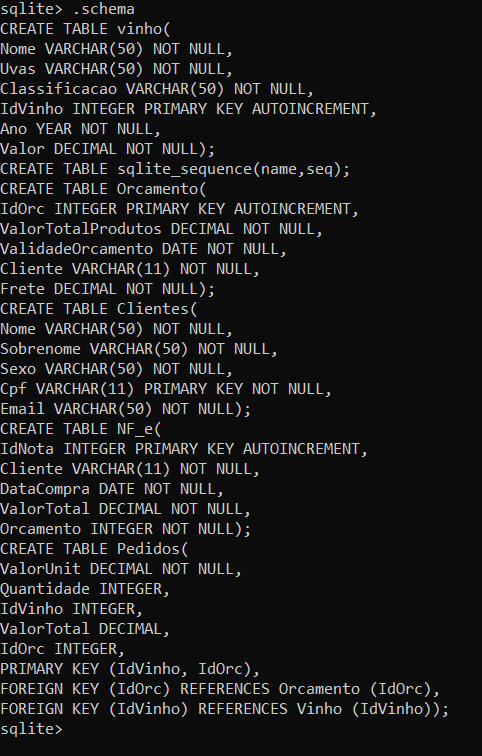 sqlite> .schema
CREATE TABLE vinho(
Nome VARCHAR(50) NOT NULL,
Uvas VARCHAR(50) NOT NULL,
Classificacao VARCHAR(50) NOT NULL,
IdVinho INTEGER PRIMARY KEY AUTOINCREMENT,
Ano YEAR NOT NULL,
Valor DECIMAL NOT NULL);
CREATE TABLE sqlite_sequence(name,seq);
CREATE TABLE Orcamento(
IdOrc INTEGER PRIMARY KEY AUTOINCREMENT,
ValorTotalProdutos DECIMAL NOT NULL,
ValidadeOrcamento DATE NOT NULL,
Cliente VARCHAR(11) NOT NULL,
Frete DECIMAL NOT NULL);
CREATE TABLE Clientes(
Nome VARCHAR(50) NOT NULL,
Sobrenome VARCHAR(50) NOT NULL,
Sexo VARCHAR(50) NOT NULL,
Cpf VARCHAR(11) PRIMARY KEY NOT NULL,
Email VARCHAR(50) NOT NULL);
CREATE TABLE NF_e(
IdNota INTEGER PRIMARY KEY AUTOINCREMENT,
Cliente VARCHAR(11) NOT NULL,
DataCompra DATE NOT NULL,
ValorTotal DECIMAL NOT NULL,
Orcamento INTEGER NOT NULL);
CREATE TABLE Pedidos(
ValorUnit DECIMAL NOT NULL,
Quantidade INTEGER,
IdVinho INTEGER,
ValorTotal DECIMAL,
IdOrc INTEGER,
PRIMARY KEY (IdVinho, IdOrc),
FOREIGN KEY (IdOrc) REFERENCES Orcamento (IdOrc),
FOREIGN KEY (IdVinho) REFERENCES Vinho (IdVinho));
sqlite>